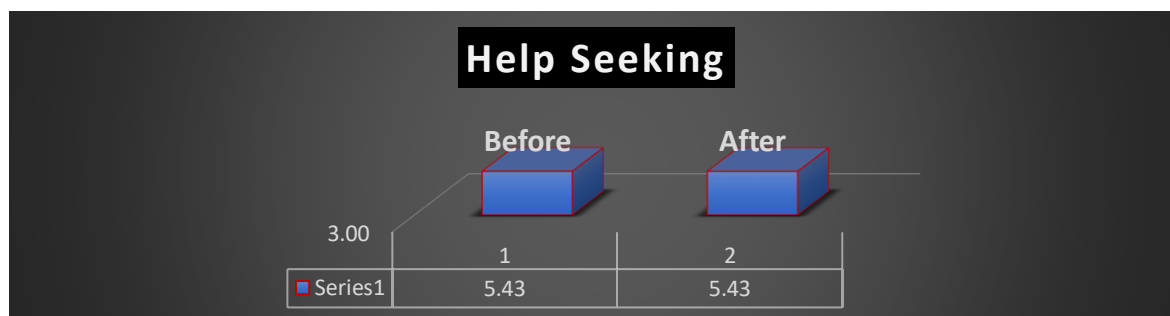 Help Seeking
Before After
3.00
1 2
Series1 5.43 5.43